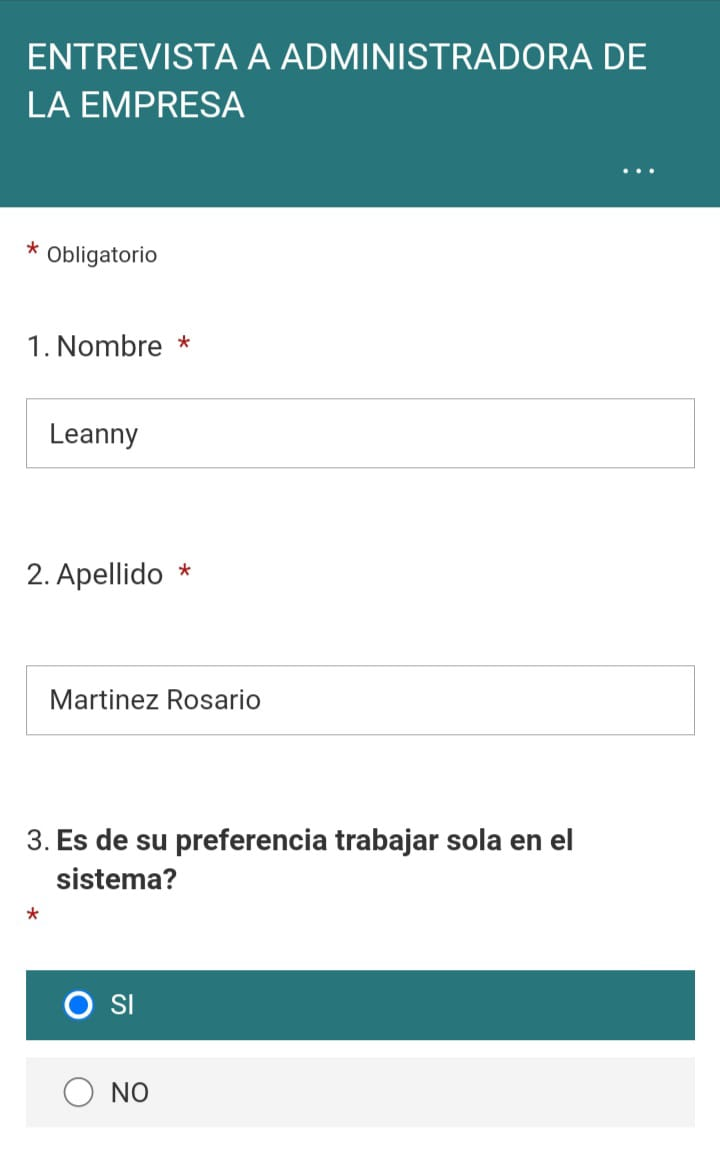 ENTREVISTA A ADMINISTRADORA DE
LA EMPRESA
...
* Obligatorio
1. Nombre *
Leanny
2. Apellido *
Martinez Rosario
3. Es de su preferencia trabajar sola en el
sistema?
*
SI
NO